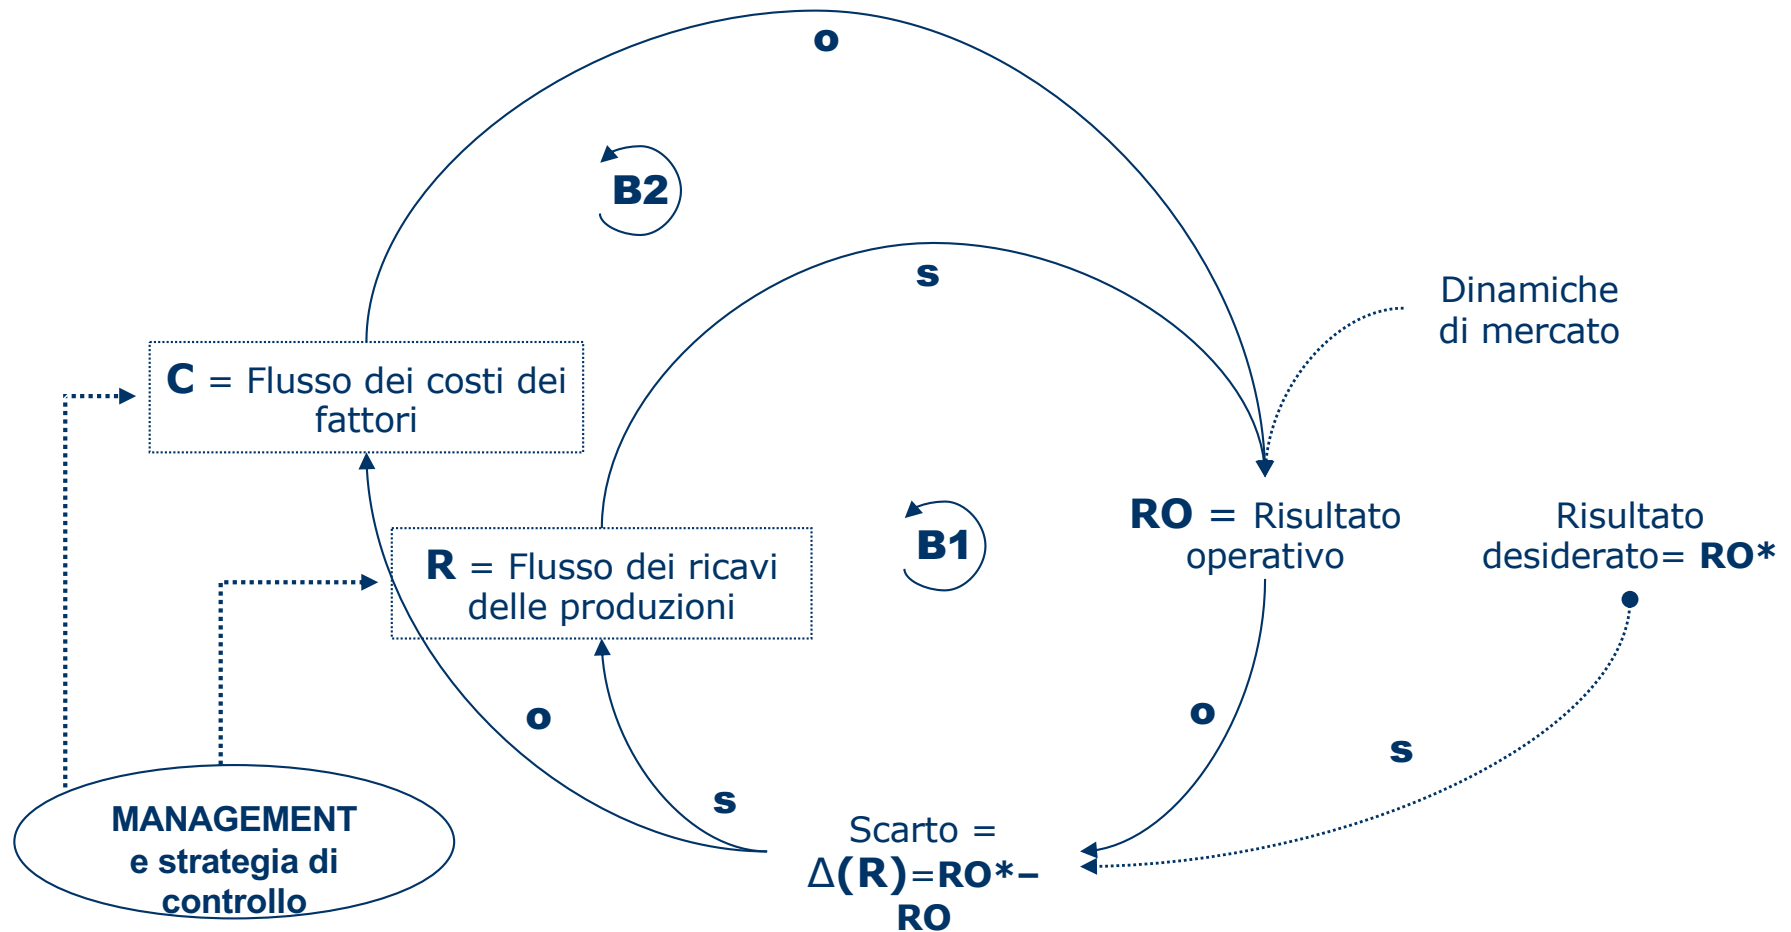 o
B2
s
Dinamiche
di mercato
C = Flusso dei costi dei
fattori
RO = Risultato
operativo
Risultato
desiderato= RO*
B1
R = Flusso dei ricavi
delle produzioni
o
o
s
s
MANAGEMENT
e strategia di
controllo
Scarto =
Δ(R)=RO*–
RO